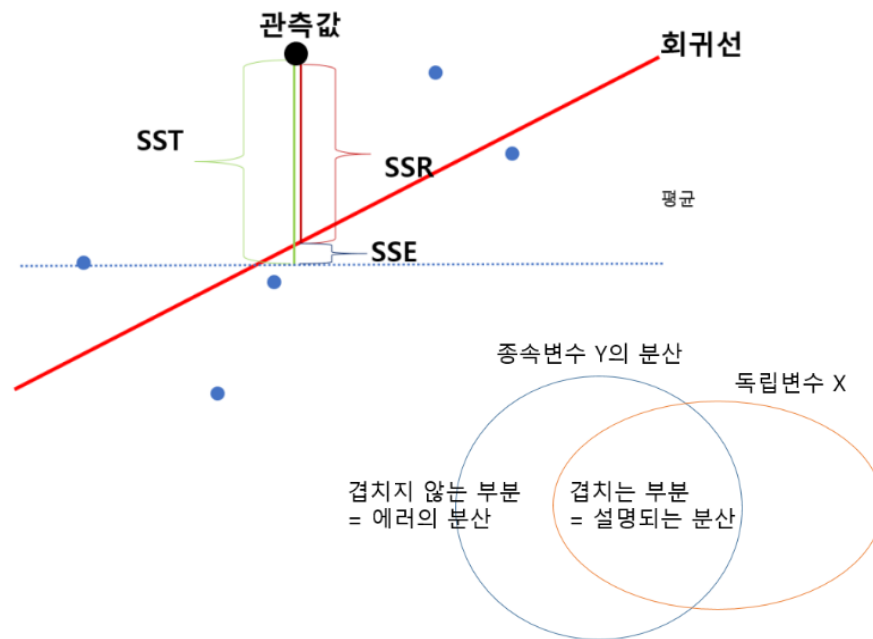 관측값
회귀선
SST
SSR
평균
SSE
종속변수 Y의 분산
독립변수 X
겹치지 않는 부분
= 에러의 분산
겹치는 부분
= 설명되는 분산